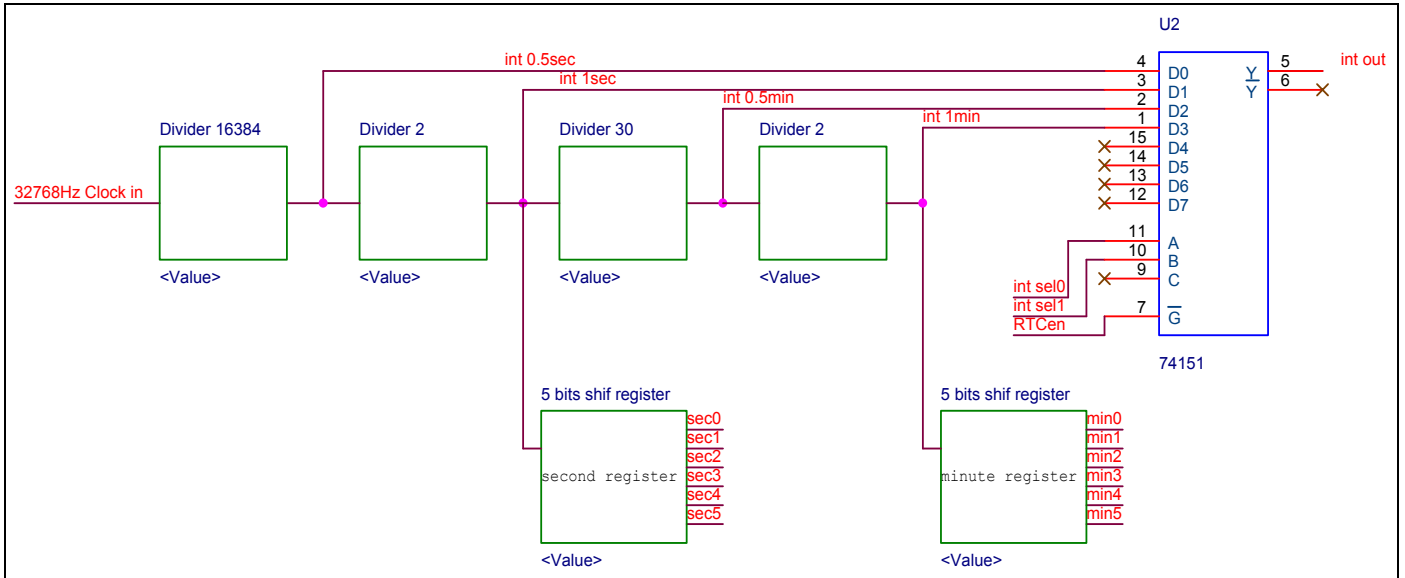 U2
int 0.5sec
int 1sec
int 0.5min
int 1min
4 D0 Y 5 int out
3 D1 Y 6
2 D2
1 D3
15 D4
14 D5
13 D6
12 D7
11 A
10 B
9 C
7 G
int sel0
int sel1
RTCen
74151
Divider 16384 Divider 2 Divider 30 Divider 2
32768Hz Clock in
<Value> <Value> <Value> <Value>
5 bits shif register 5 bits shif register
second register
sec0
sec1
sec2
sec3
sec4
sec5
<Value>
minute register
min0
min1
min2
min3
min4
min5
<Value>